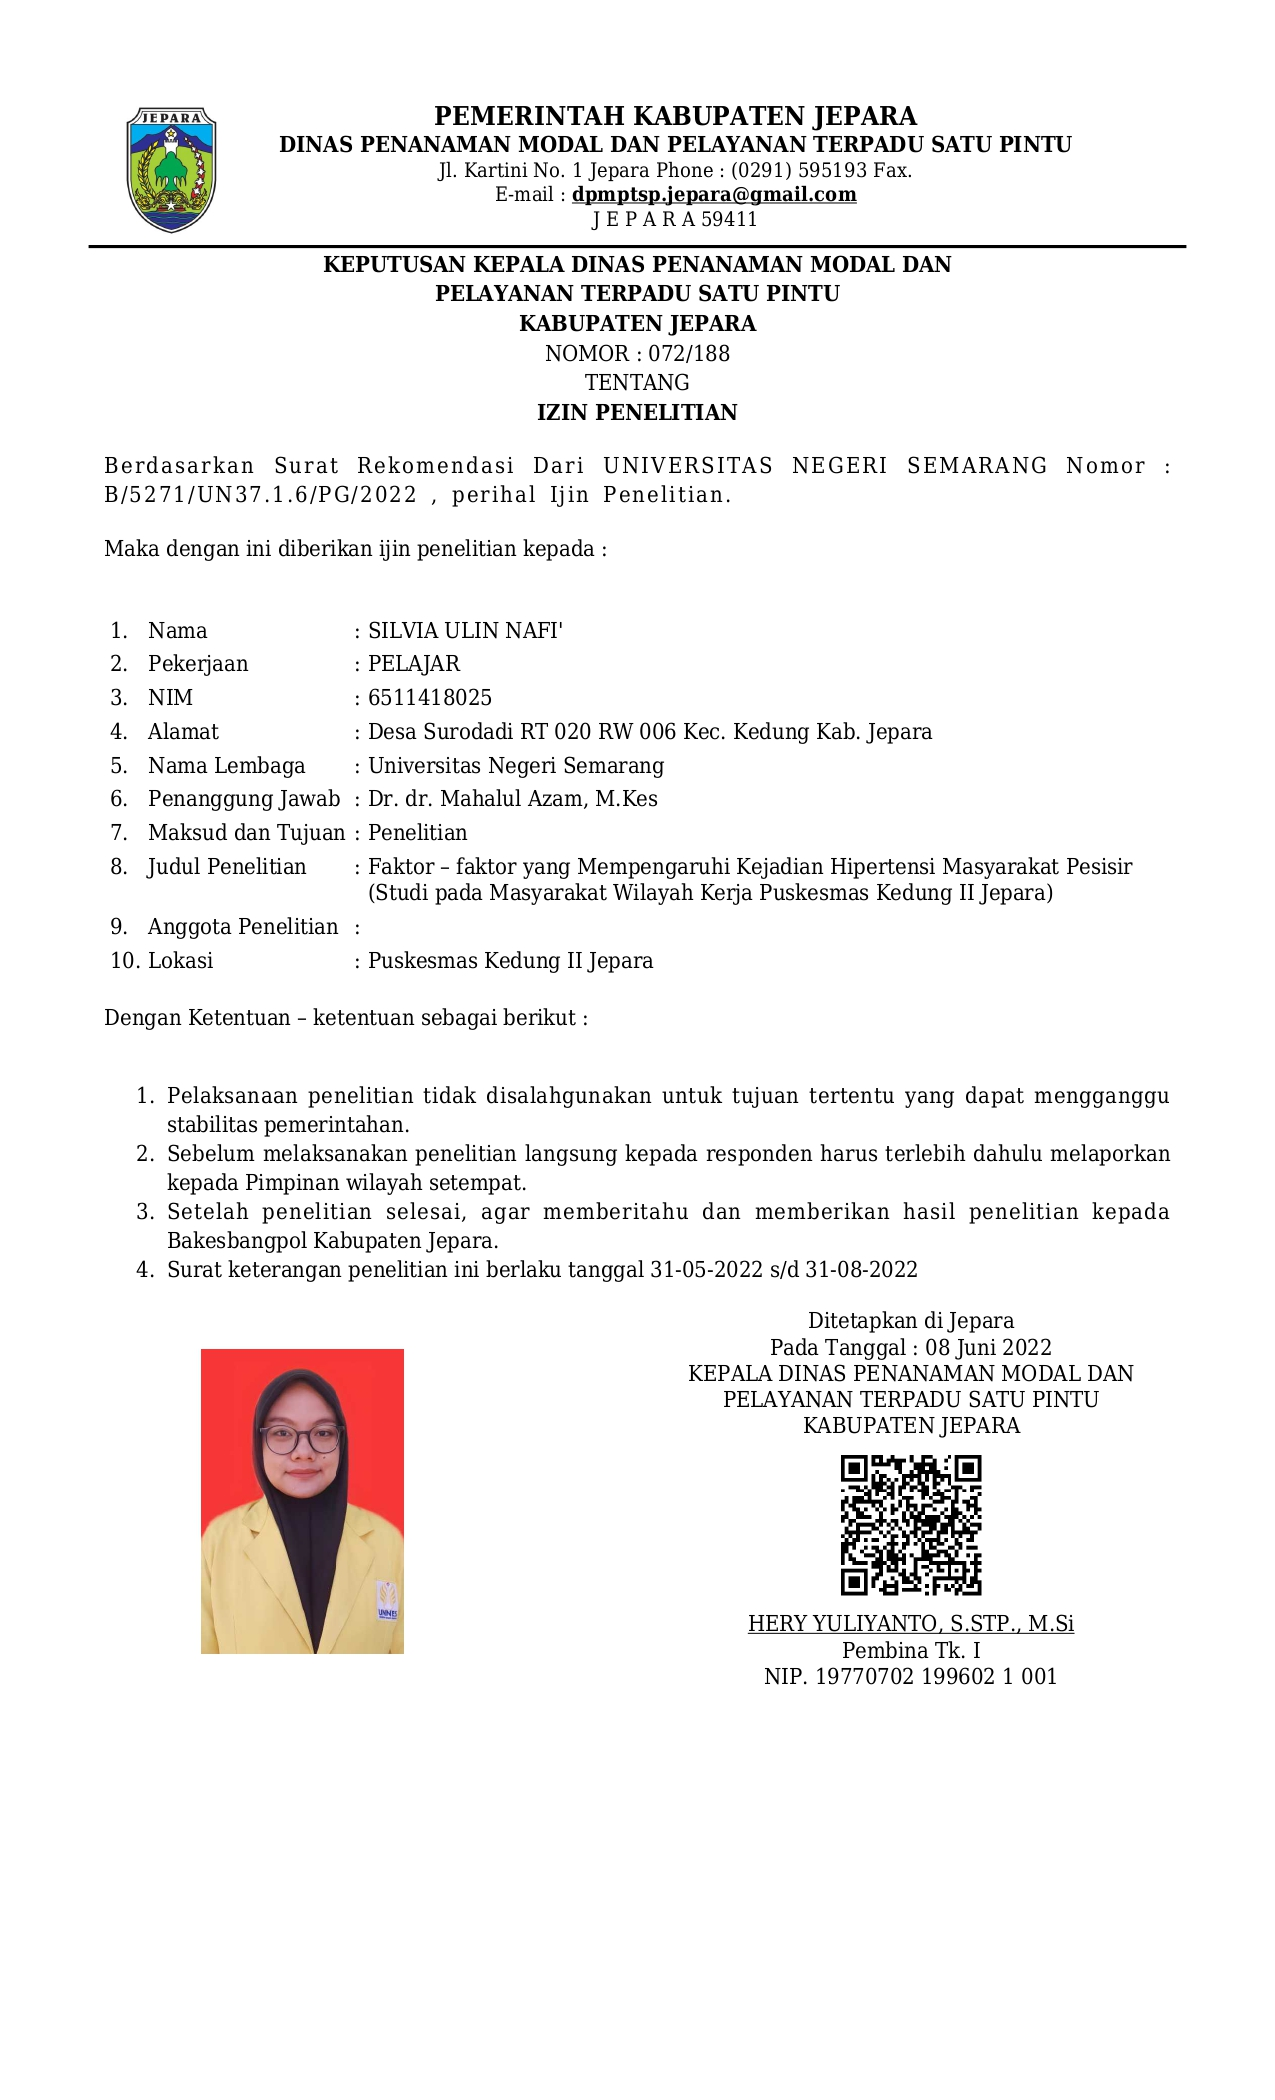 JEPARA
PEMERINTAH KABUPATEN JEPARA
DINAS PENANAMAN MODAL DAN PELAYANAN TERPADU SATU PINTU
Jl. Kartini No. 1 Jepara Phone : (0291) 595193 Fax.
E-mail : dpmptsp.jepara@gmail.com
J E P A R A 59411
KEPUTUSAN KEPALA DINAS PENANAMAN MODAL DAN
PELAYANAN TERPADU SATU PINTU
KABUPATEN JEPARA
NOMOR : 072/188
TENTANG
IZIN PENELITIAN
Berdasarkan Surat Rekomendasi Dari UNIVERSITAS NEGERI SEMARANG Nomor :
B/5271/UN37.1.6/PG/2022 , perihal Ijin Penelitian.
Maka dengan ini diberikan ijin penelitian kepada :
1. Nama : SILVIA ULIN NAFI'
2. Pekerjaan : PELAJAR
3. NIM : 6511418025
4. Alamat : Desa Surodadi RT 020 RW 006 Kec. Kedung Kab. Jepara
5. Nama Lembaga : Universitas Negeri Semarang
6. Penanggung Jawab : Dr. dr. Mahalul Azam, M.Kes
7. Maksud dan Tujuan : Penelitian
8. Judul Penelitian : Faktor – faktor yang Mempengaruhi Kejadian Hipertensi Masyarakat Pesisir
(Studi pada Masyarakat Wilayah Kerja Puskesmas Kedung II Jepara)
9. Anggota Penelitian :
10. Lokasi : Puskesmas Kedung II Jepara
Dengan Ketentuan – ketentuan sebagai berikut :
1. Pelaksanaan penelitian tidak disalahgunakan untuk tujuan tertentu yang dapat mengganggu
stabilitas pemerintahan.
2. Sebelum melaksanakan penelitian langsung kepada responden harus terlebih dahulu melaporkan
kepada Pimpinan wilayah setempat.
3. Setelah penelitian selesai, agar memberitahu dan memberikan hasil penelitian kepada
Bakesbangpol Kabupaten Jepara.
4. Surat keterangan penelitian ini berlaku tanggal 31-05-2022 s/d 31-08-2022
Ditetapkan di Jepara
Pada Tanggal : 08 Juni 2022
KEPALA DINAS PENANAMAN MODAL DAN
PELAYANAN TERPADU SATU PINTU
KABUPATEN JEPARA
UNNES
HERY YULIYANTO, S.STP., M.Si
Pembina Tk. I
NIP. 19770702 199602 1 001